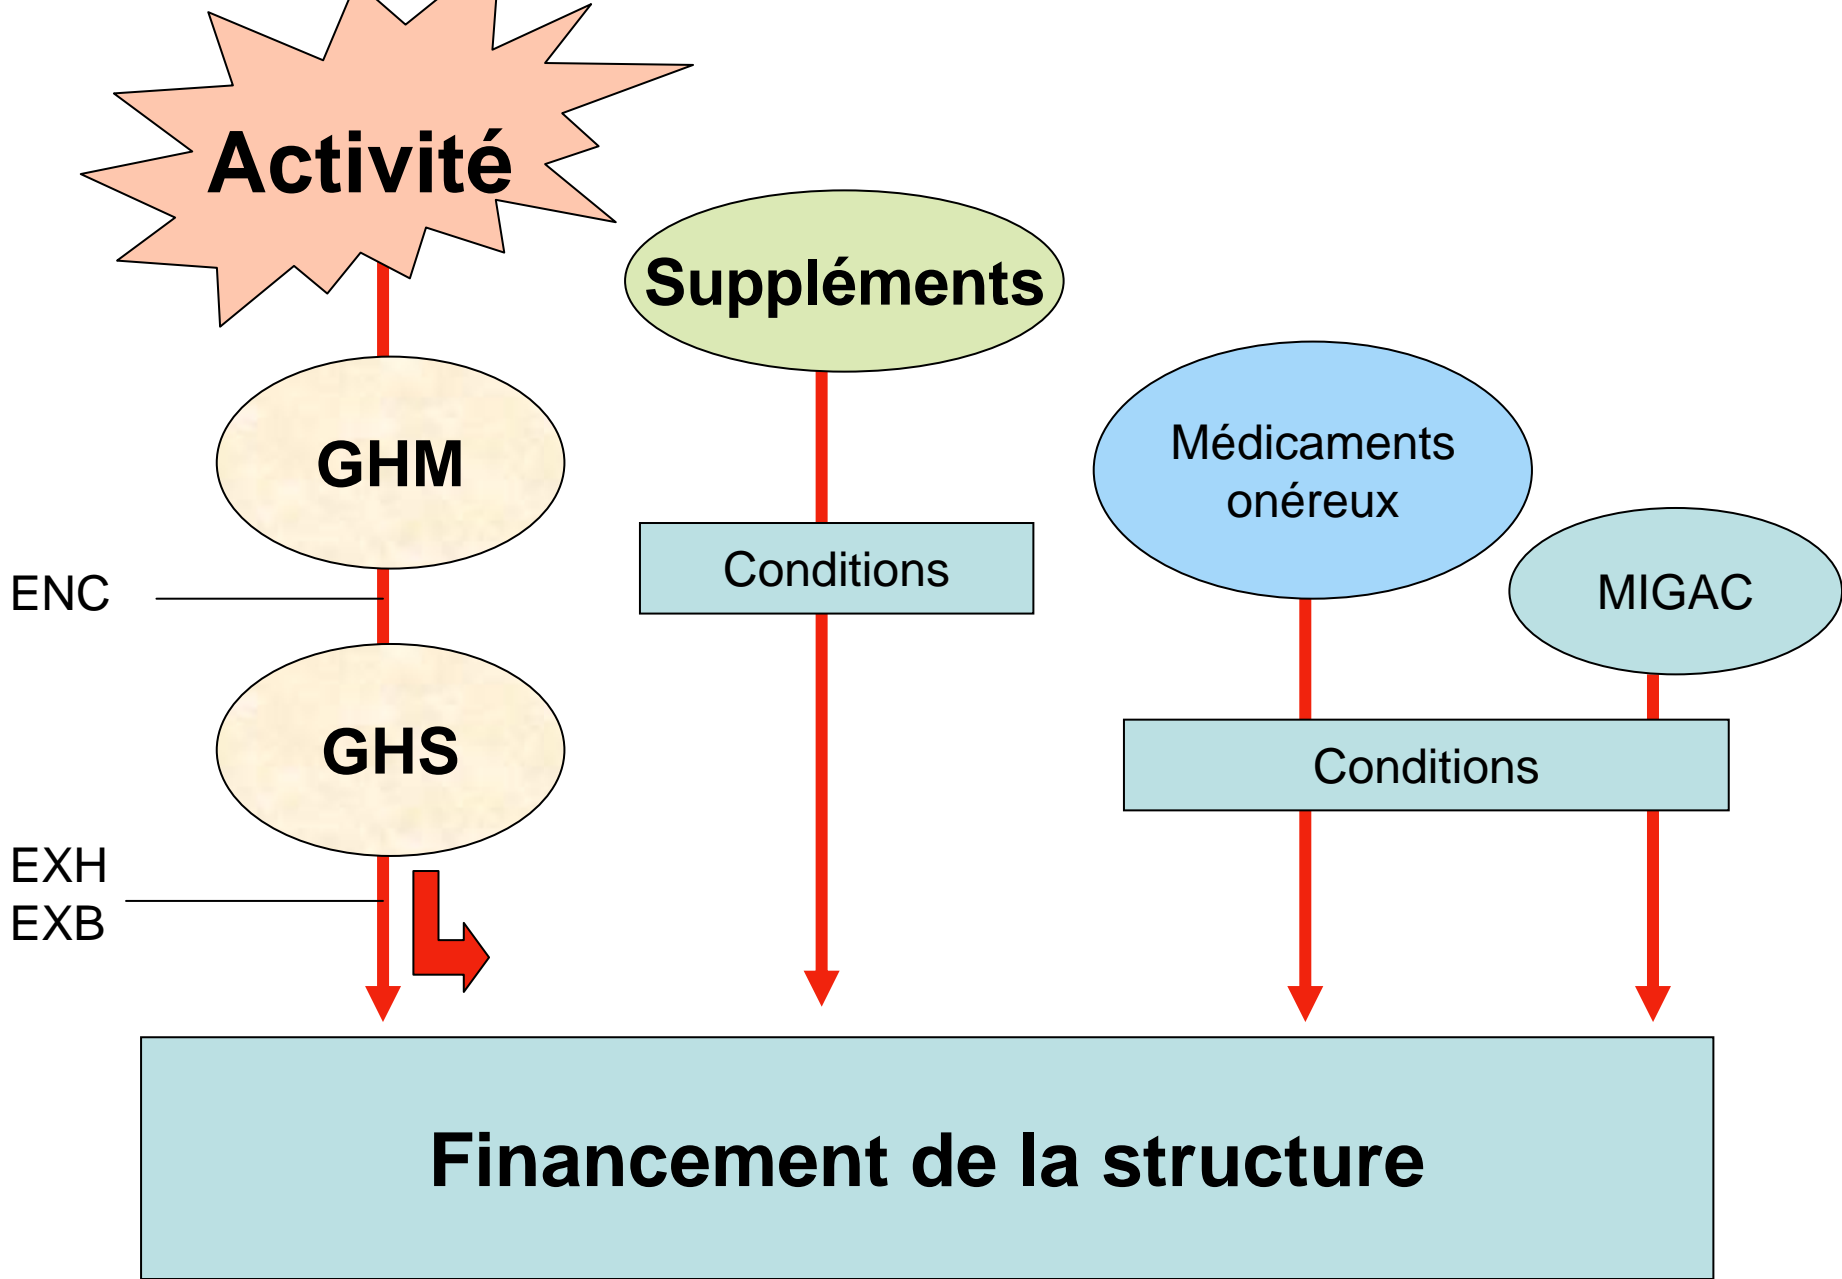 Activité
Suppléments
GHM
Médicaments
onéreux
Conditions
ENC
MIGAC
GHS
Conditions
EXH
EXB
Financement de la structure